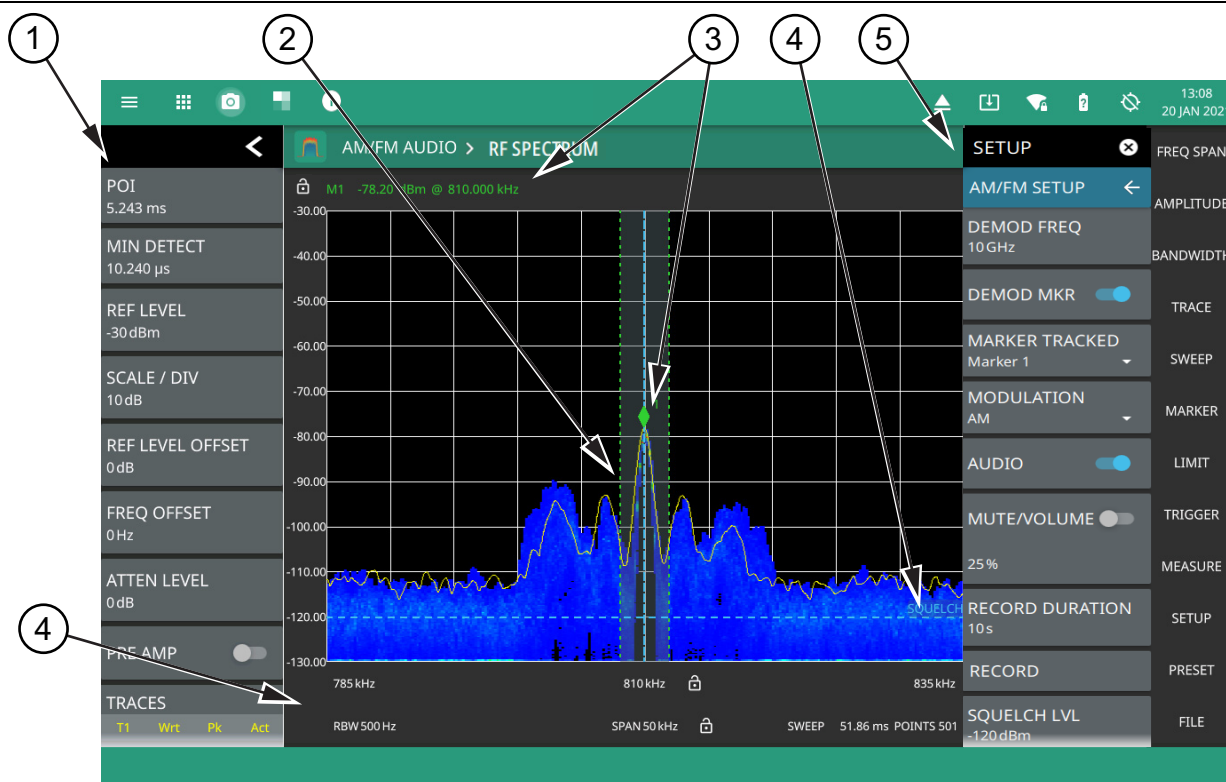 1
2
3
4
5
13:08
20 JAN 202
AM/FM AUDIO > RF SPECTRUM
SETUP
FREQ SPAN
POI
5.243 ms
M1 -78.20 dBm @ 810.000 kHz
AM/FM SETUP
AMPLITUDE
MIN DETECT
10.240 µs
REF LEVEL
-30 dBm
SCALE / DIV
10 dB
REF LEVEL OFFSET
0 dB
FREQ OFFSET
0 Hz
ATTEN LEVEL
0 dB
4
PRE AMP
TRACES
T1 Wrt Pk Act
-30.00
-40.00
-50.00
-60.00
-70.00
-80.00
-90.00
-100.00
-110.00
-120.00
-130.00
SQUELCH
785 kHz
810 kHz
835 kHz
RBW 500 Hz
SPAN 50 kHz
SWEEP 51.86 ms POINTS 501
DEMOD FREQ
10 GHz
DEMOD MKR
MARKER TRACKED
Marker 1
MODULATION
AM
AUDIO
MUTE/VOLUME
25 %
RECORD DURATION
10 s
RECORD
SQUELCH LVL
-120 dBm
BANDWIDTH
TRACE
SWEEP
MARKER
LIMIT
TRIGGER
MEASURE
SETUP
PRESET
FILE